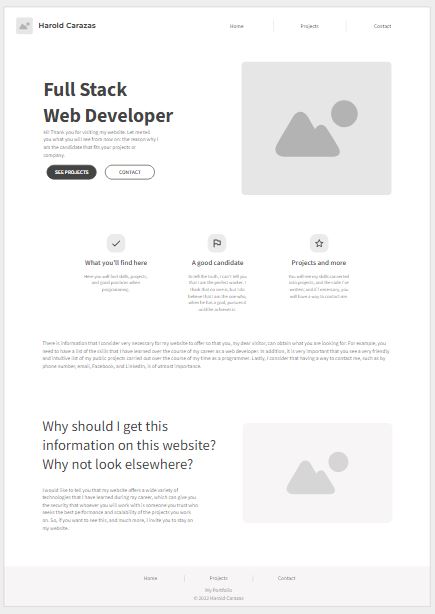 Harold Carazas
Home
Projects
Contact
Full Stack
Web Developer
Hi! Thank you for visiting my website. Let me tell
you what you will see from now on: the reason why I
am the candidate that fits your projects or
company.
SEE PROJECTS
CONTACT
What you'll find here
A good candidate
Projects and more
Here you will find skills, projects,
and good practices when
programming.
To tell the truth, I can't tell you
that I am the perfect worker. I
think that no one is, but I do
believe that I am the one who,
when he has a goal, pursues it
until he achieves it.
You will see my skills connected
with projects, and the code I've
written; and if necessary, you
will have a way to contact me.
There is information that I consider very necessary for my website to offer so that you, my dear visitor, can obtain what you are looking for. For example, you
need to have a list of the skills that I have learned over the course of my career as a web developer. In addition, it is very important that you see a very friendly
and intuitive list of my public projects carried out over the course of my time as a programmer. Lastly, I consider that having a way to contact me, such as by
phone number, email, Facebook, and LinkedIn, is of utmost importance.
Why should I get this
information on this website?
Why not look elsewhere?
I would like to tell you that my website offers a wide variety of
technologies that I have learned during my career, which can give you
the security that whoever you will work with is someone you trust who
seeks the best performance and scalability of the projects you work
on. So, if you want to see this, and much more, I invite you to stay on
my website.
Home
Projects
Contact
My Portfolio
© 2022 Harold Carazas